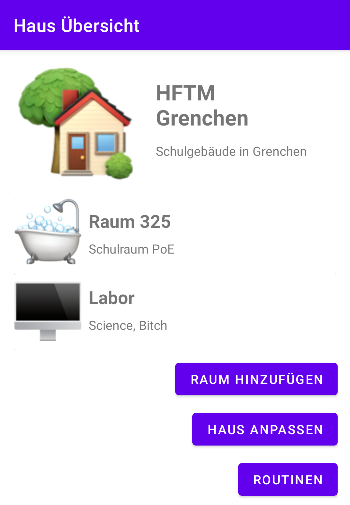 Haus Übersicht
HFTM
Grenchen
Schulgebäude in Grenchen
Raum 325
Schulraum PoE
Labor
Science, Bitch
RAUM HINZUFÜGEN
HAUS ANPASSEN
ROUTINEN